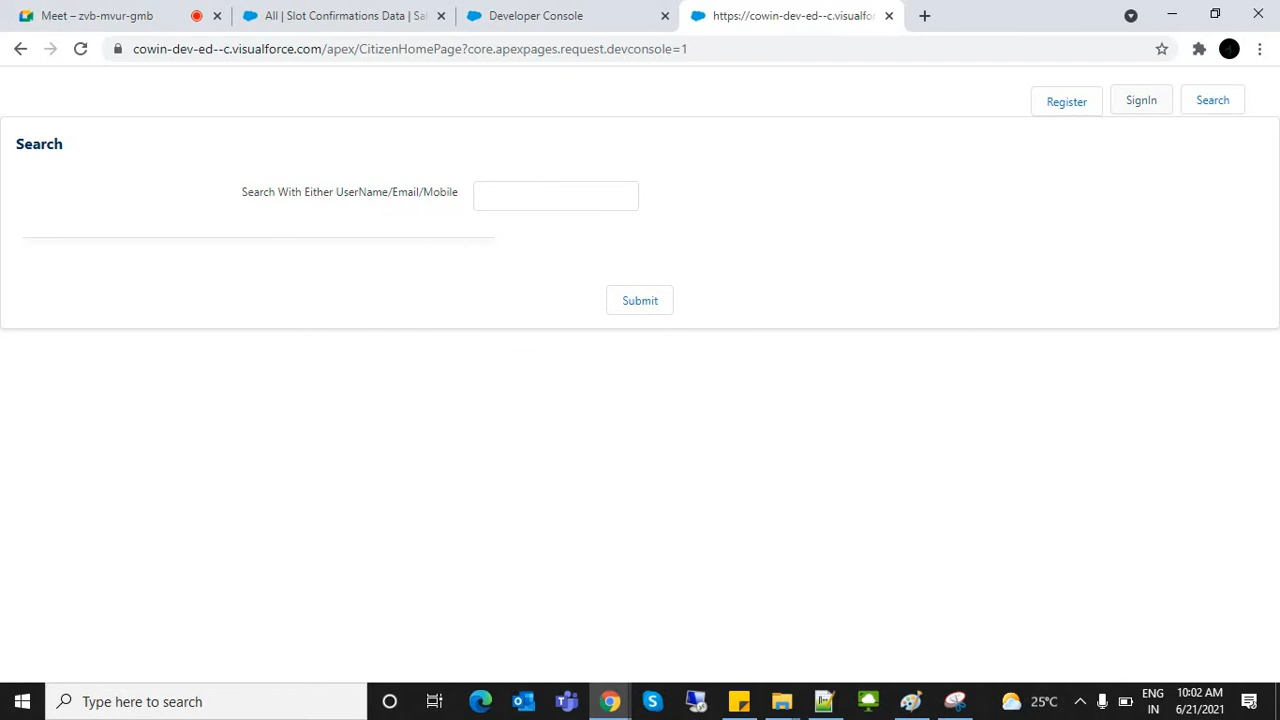 Meet – zvb-mvur-gmb
All | Slot Confirmations Data | Sal
Developer Console
https://cowin-dev-ed--c.visualfor
cowin-dev-ed--c.visualforce.com/apex/CitizenHomePage?core.apexpages.request.devconsole=1
Register
SignIn
Search
Search
Search With Either UserName/Email/Mobile
Submit
Type here to search
25°C
ENG
IN
10:02 AM
6/21/2021